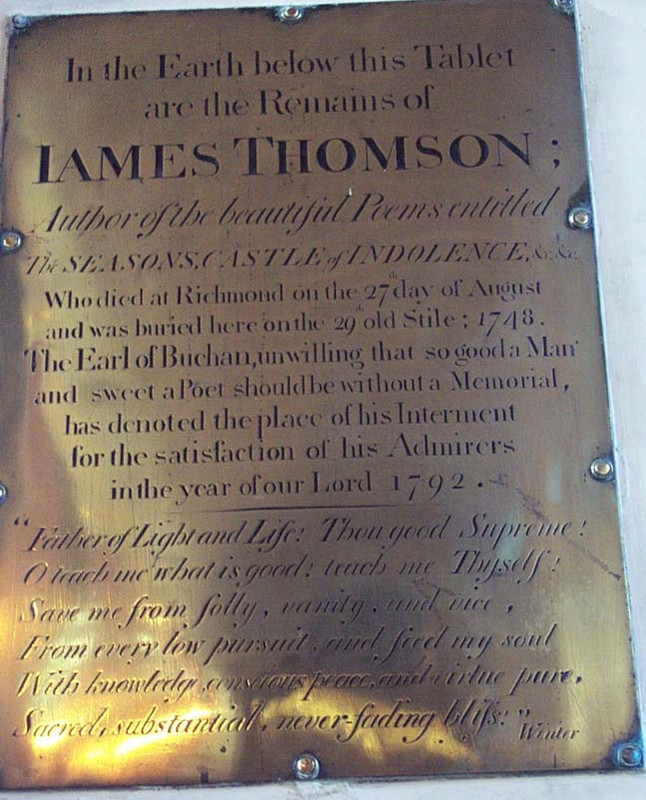 In the Earth below this Tablet
are the Remains of
IAMES THOMSON ;
Author of the beautiful Poems entitled
The SEASONS, CASTLE of INDOLENCE, &c. &c.
Who died at Richmond on the 27th day of August
and was buried here on the 29th old Stile ; 1748 .
The Earl of Buchan, unwilling that so good a Man
and sweet a Poet should be without a Memorial ,
has denoted the place of his Interment
for the satisfaction of his Admirers
in the year of our Lord 1792 .
“Father of Light and Life! Thou good Supreme!
O teach me what is good! teach me Thyself!
Save me from folly, vanity, and vice ,
From every low pursuit, and feed my soul
With knowledge, conscious peace, and virtue pure,
Sacred, substantial, never-fading bliſs!”
Winter